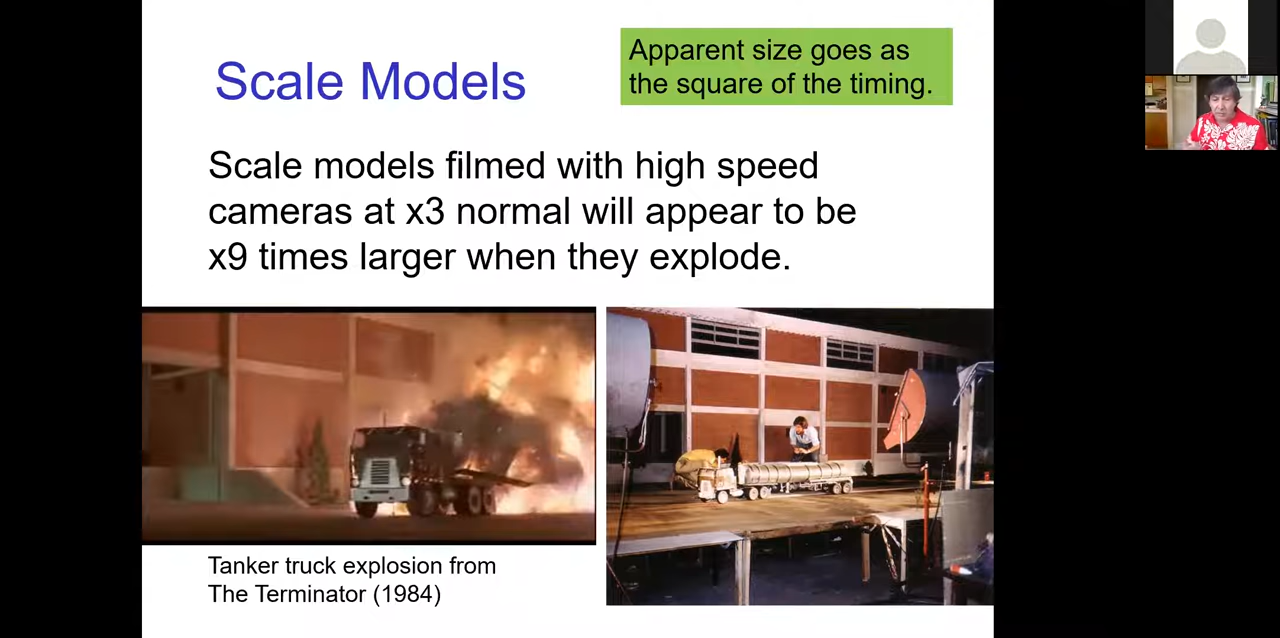 Scale Models
Apparent size goes as
the square of the timing.
Scale models filmed with high speed
cameras at x3 normal will appear to be
x9 times larger when they explode.
Tanker truck explosion from
The Terminator (1984)